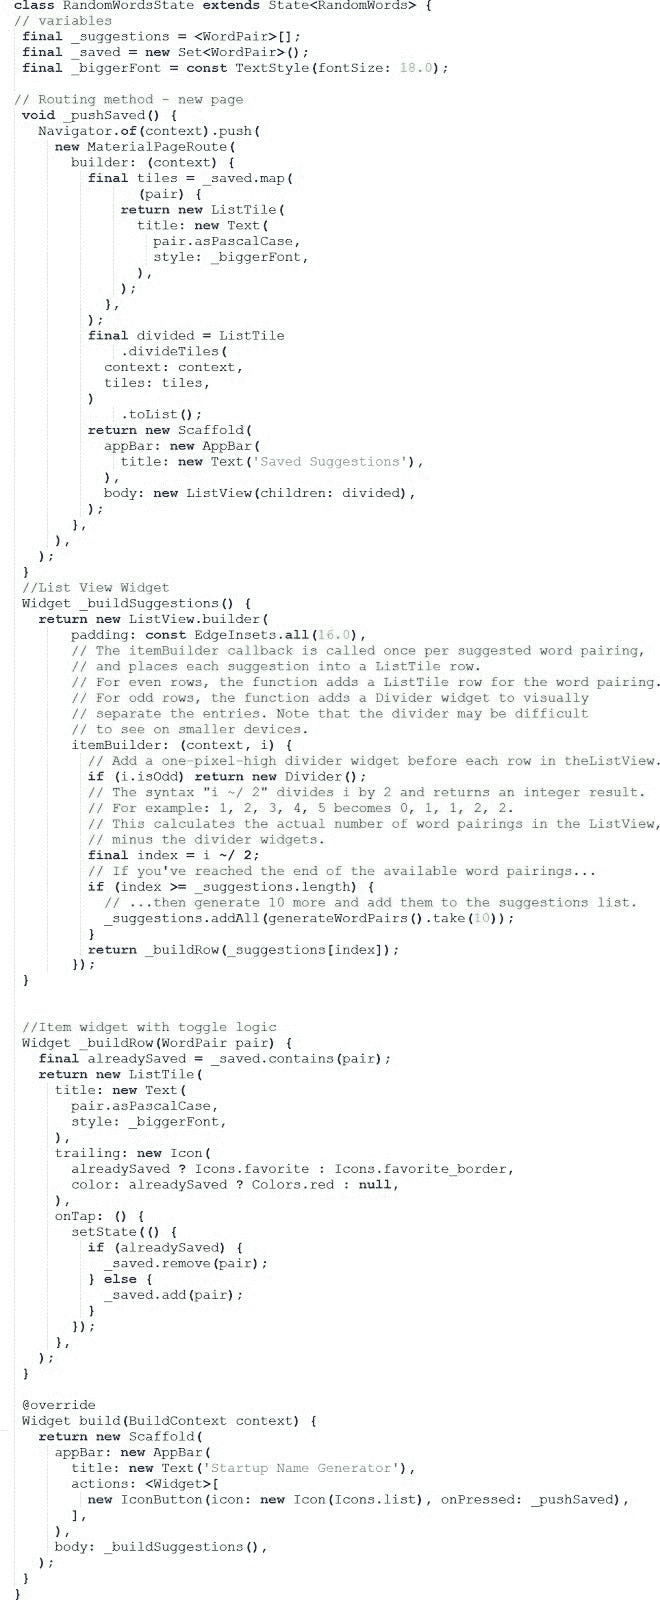 class RandomWordsState extends State<RandomWords> {
// variables
 final _suggestions = <WordPair>[];
 final _saved = new Set<WordPair>();
 final _biggerFont = const TextStyle(fontSize: 18.0);

// Routing method - new page
 void _pushSaved() {
   Navigator.of(context).push(
     new MaterialPageRoute(
       builder: (context) {
         final tiles = _saved.map(
               (pair) {
             return new ListTile(
               title: new Text(
                 pair.asPascalCase,
                 style: _biggerFont,
               ),
             );
           },
         );
         final divided = ListTile
             .divideTiles(
           context: context,
           tiles: tiles,
         )
             .toList();
         return new Scaffold(
           appBar: new AppBar(
             title: new Text('Saved Suggestions'),
           ),
           body: new ListView(children: divided),
         );
       },
     ),
   );
 }
 //List View Widget
 Widget _buildSuggestions() {
   return new ListView.builder(
       padding: const EdgeInsets.all(16.0),
       // The itemBuilder callback is called once per suggested word pairing,
       // and places each suggestion into a ListTile row.
       // For even rows, the function adds a ListTile row for the word pairing.
       // For odd rows, the function adds a Divider widget to visually
       // separate the entries. Note that the divider may be difficult
       // to see on smaller devices.
       itemBuilder: (context, i) {
         // Add a one-pixel-high divider widget before each row in theListView.
         if (i.isOdd) return new Divider();
         // The syntax "i ~/ 2" divides i by 2 and returns an integer result.
         // For example: 1, 2, 3, 4, 5 becomes 0, 1, 1, 2, 2.
         // This calculates the actual number of word pairings in the ListView,
         // minus the divider widgets.
         final index = i ~/ 2;
         // If you've reached the end of the available word pairings...
         if (index >= _suggestions.length) {
           // ...then generate 10 more and add them to the suggestions list.
           _suggestions.addAll(generateWordPairs().take(10));
         }
         return _buildRow(_suggestions[index]);
       });
 }

 //Item widget with toggle logic
 Widget _buildRow(WordPair pair) {
   final alreadySaved = _saved.contains(pair);
   return new ListTile(
     title: new Text(
       pair.asPascalCase,
       style: _biggerFont,
     ),
     trailing: new Icon(
       alreadySaved ? Icons.favorite : Icons.favorite_border,
       color: alreadySaved ? Colors.red : null,
     ),
     onTap: () {
       setState(() {
         if (alreadySaved) {
           _saved.remove(pair);
         } else {
           _saved.add(pair);
         }
       });
     },
   );
 }

 @override
 Widget build(BuildContext context) {
   return new Scaffold(
     appBar: new AppBar(
       title: new Text('Startup Name Generator'),
       actions: <Widget>[
         new IconButton(icon: new Icon(Icons.list), onPressed: _pushSaved),
       ],
     ),
     body: _buildSuggestions(),
   );
 }
}